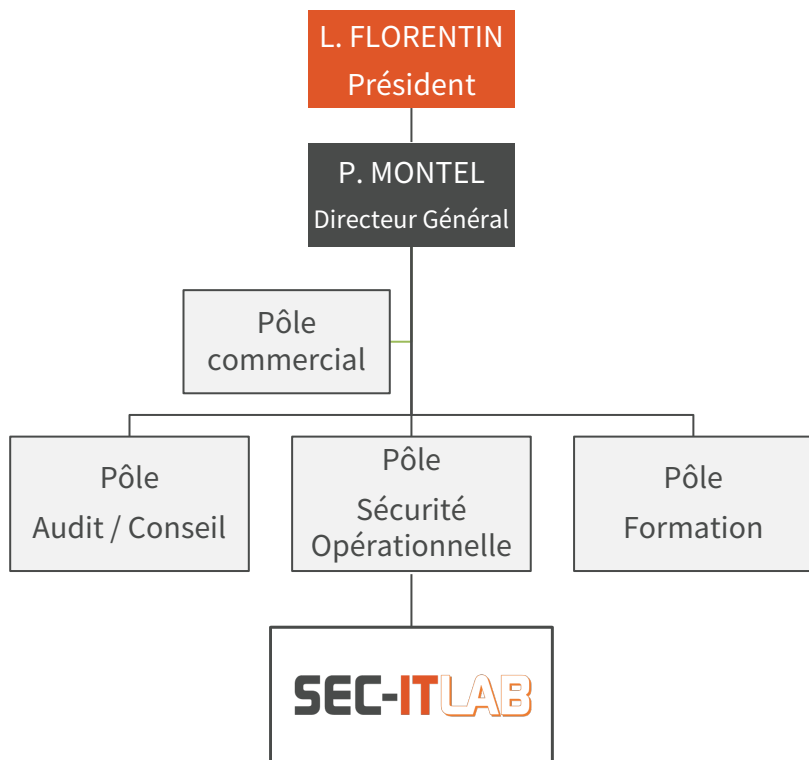 L. FLORENTIN
Président
P. MONTEL
Directeur Général
Pôle
commercial
Pôle
Audit / Conseil
Pôle
Sécurité
Opérationnelle
Pôle
Formation
SEC-ITLAB